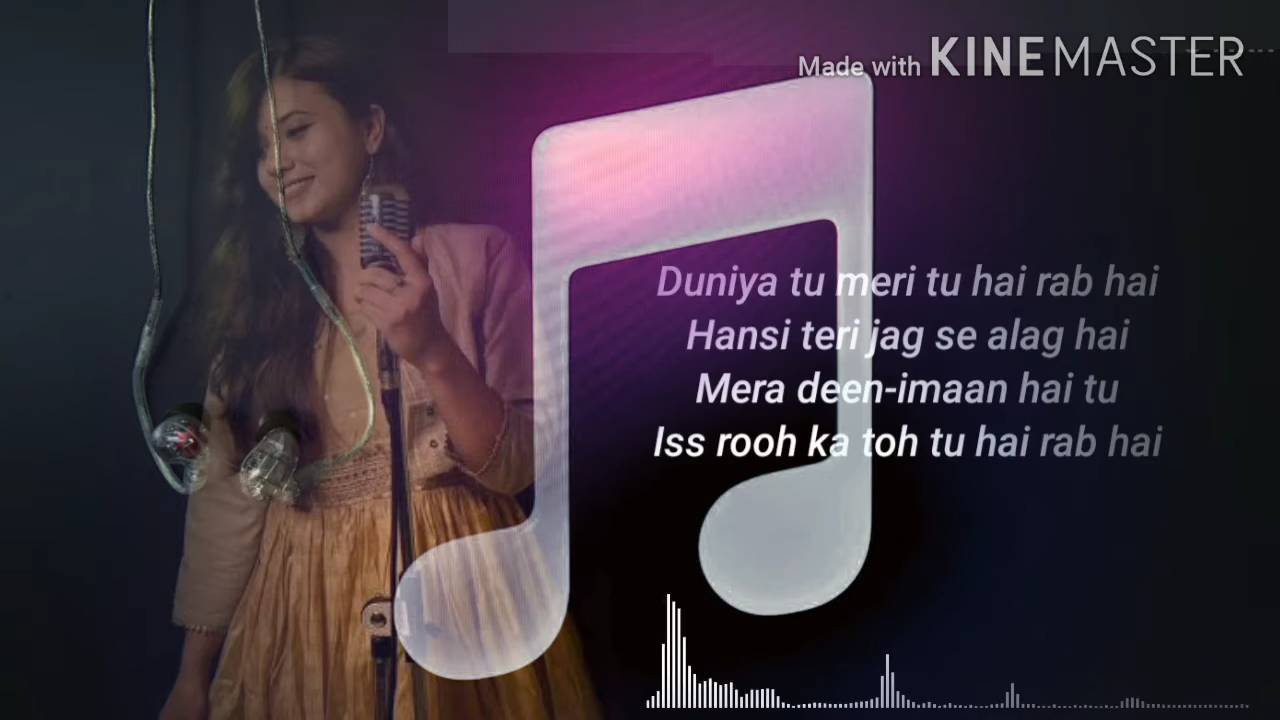 Made with KINEMASTER
Duniya tu meri tu hai rab hai
Hansi teri jag se alag hai
Mera deen-imaan hai tu
Iss rooh ka toh tu hai rab hai